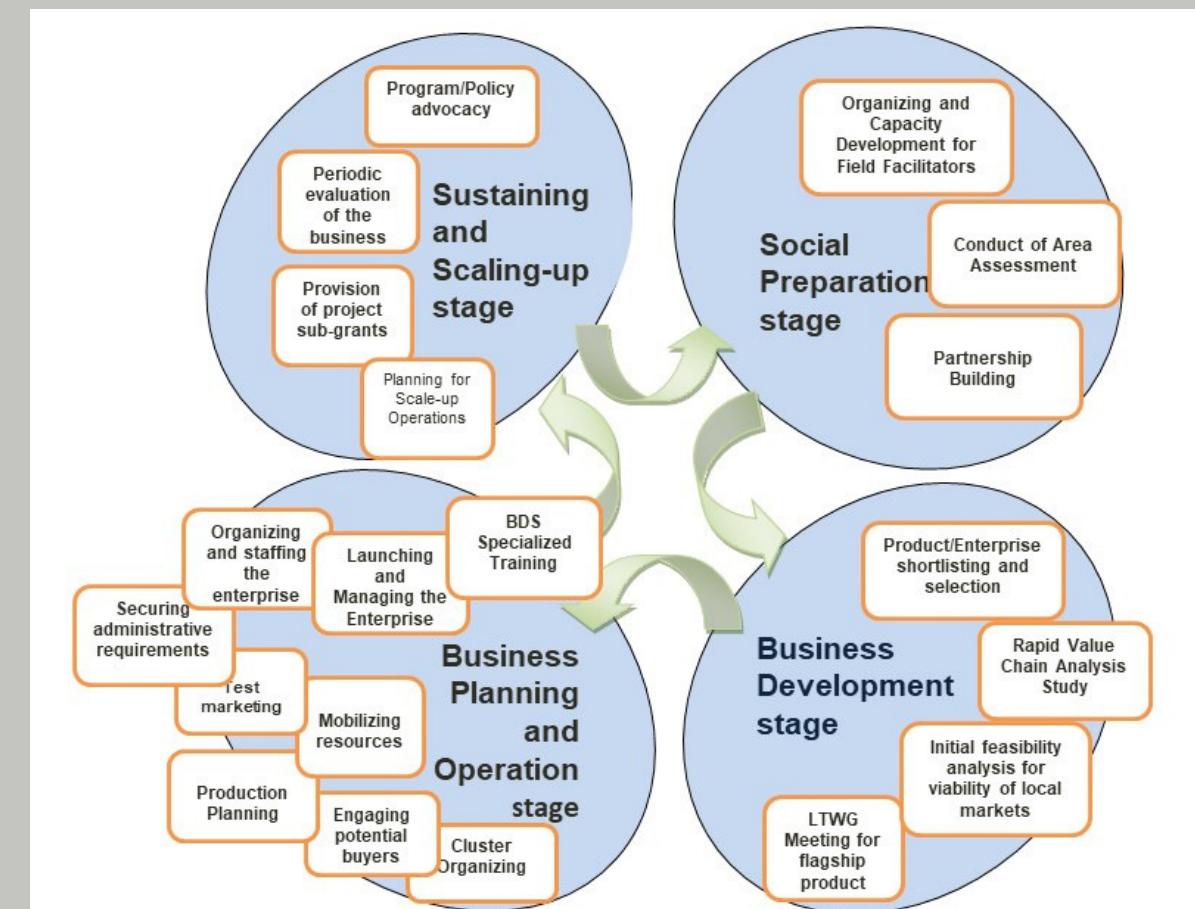 Program/Policy
advocacy
Periodic
evaluation
of the
business
Provision
of project
sub-grants
Planning for
Scale-up
Operations
Sustaining
and
Scaling-up
stage
Organizing and
Capacity
Development for
Field Facilitators
Conduct of Area
Assessment
Partnership
Building
Social
Preparation
stage
Product/Enterprise
shortlisting and
selection
Rapid Value
Chain Analysis
Study
Initial feasibility
analysis for
viability of local
markets
LTWG
Meeting for
flagship
product
Business
Development
stage
BDS
Specialized
Training
Launching
and
Managing the
Enterprise
Organizing
and staffing
the
enterprise
Securing
administrative
requirements
Test
marketing
Mobilizing
resources
Production
Planning
Engaging
potential
buyers
Cluster
Organizing
Business
Planning
and
Operation
stage